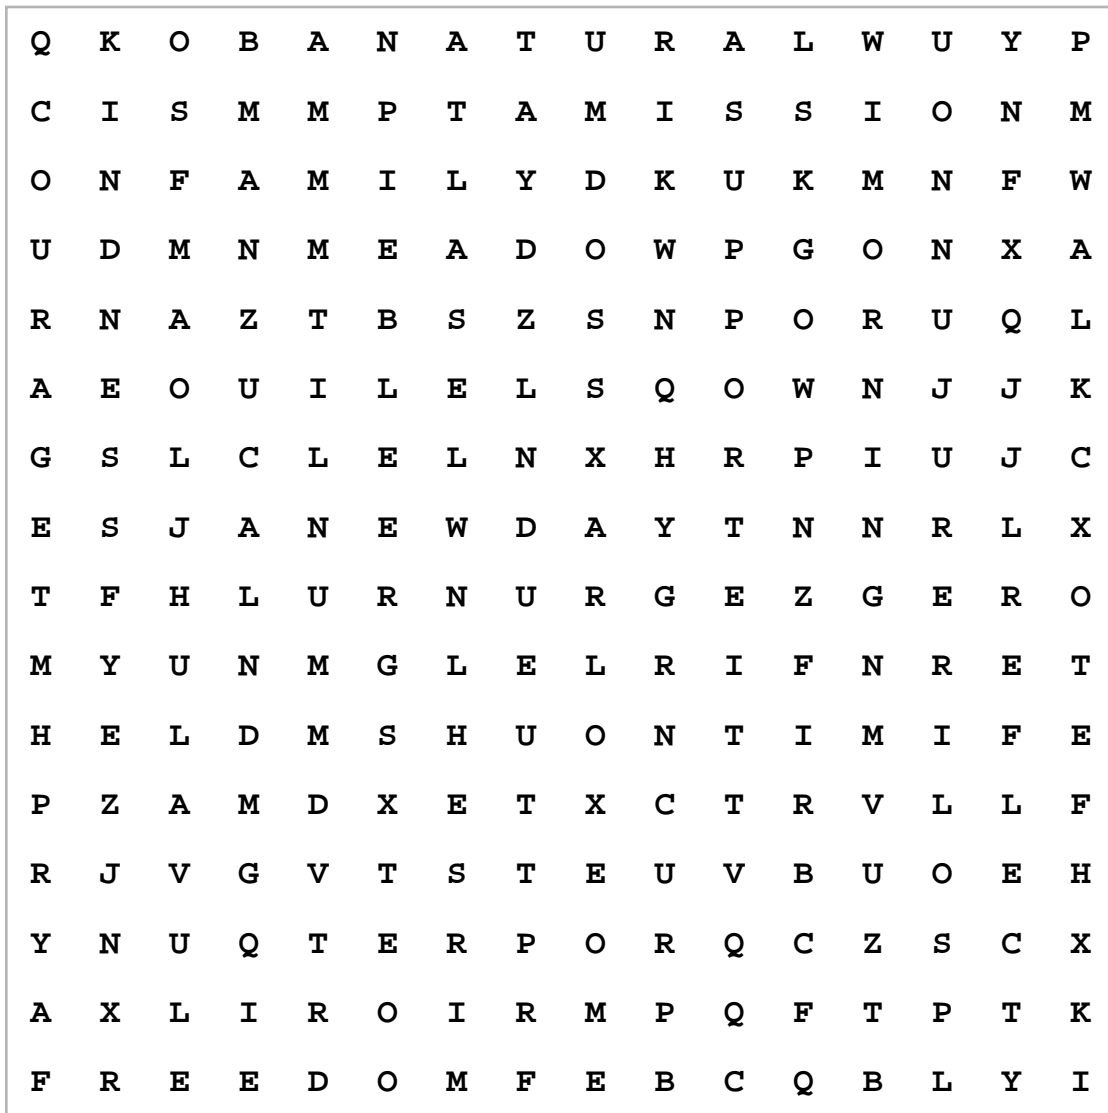 Q K O B A N A T U R A L W U Y P
C I S M M P T A M I S S I O N M
O N F A M I L Y D K U K M N F W
U D M N M E A D O W P G O N X A
R N A Z T B S Z S N P O R U Q L
A E O U I L E L S Q O W N J J K
G S L C L E L N X H R P I U J C
E S J A N E W D A Y T N N R L X
T F H L U R N U R G E Z G E R O
M Y U N M G L E L R I F N R E T
H E L D M S H U O N T I M I F E
P Z A M D X E T X C T R V L L F
R J V G V T S T E U V B U O E H
Y N U Q T E R P O R Q C Z S C X
A X L I R O I R M P Q F T P T K
F R E E D O M F E B C Q B L Y I